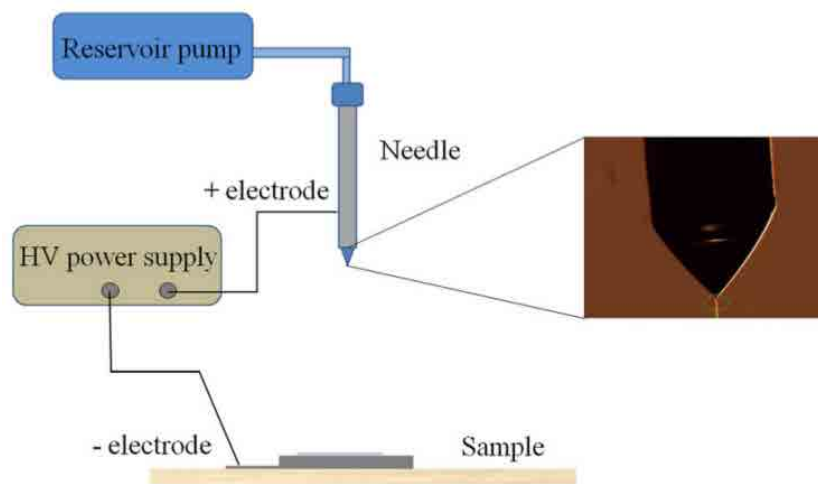 Reservoir pump
Needle
+ electrode
HV power supply
- electrode
Sample